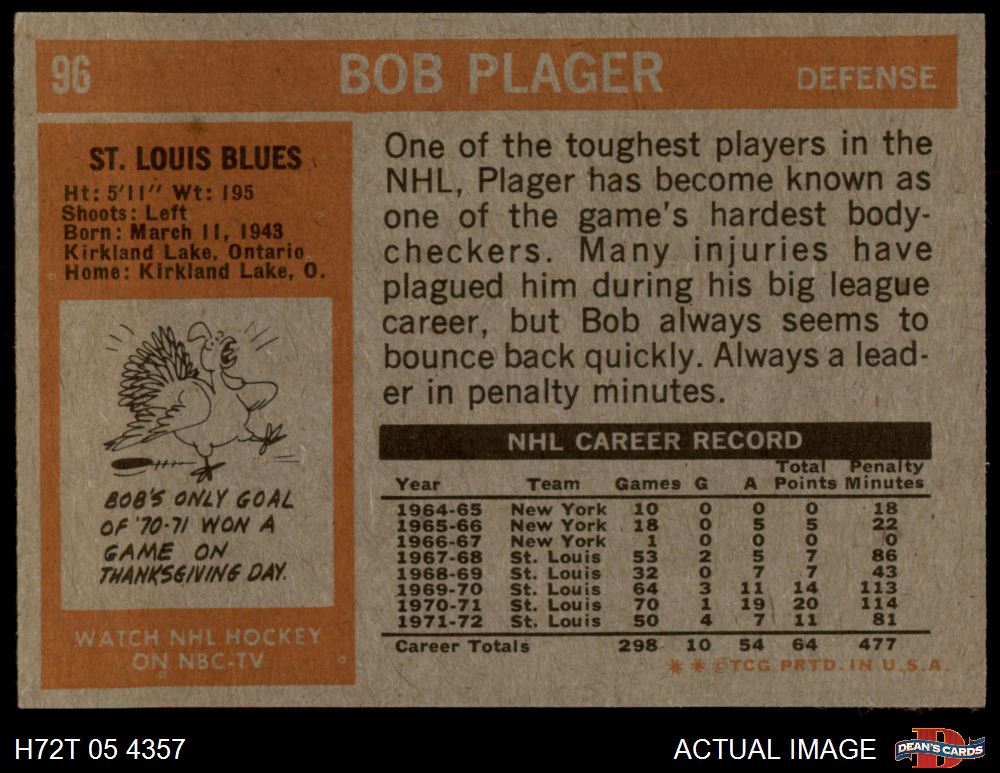 96 BOB PLAGER DEFENSE
ST. LOUIS BLUES
Ht: 5'11" Wt: 195
Shoots: Left
Born: March 11, 1943
Kirkland Lake, Ontario
Home: Kirkland Lake, O.
BOB'S ONLY GOAL
OF '70-71 WON A
GAME ON
THANKSGIVING DAY.
WATCH NHL HOCKEY
ON NBC-TV
One of the toughest players in the
NHL, Plager has become known as
one of the game's hardest body-
checkers. Many injuries have
plagued him during his big league
career, but Bob always seems to
bounce back quickly. Always a lead-
er in penalty minutes.
NHL CAREER RECORD
Year Team Games G A Total Points Penalty Minutes
1964-65 New York 10 0 0 0 18
1965-66 New York 18 0 5 5 22
1966-67 New York 1 0 0 0 0
1967-68 St. Louis 53 2 5 7 86
1968-69 St. Louis 32 0 7 7 43
1969-70 St. Louis 64 3 11 14 113
1970-71 St. Louis 70 1 19 20 114
1971-72 St. Louis 50 4 7 11 81
Career Totals 298 10 54 64 477
* * ©TCG PRTD. IN U.S.A.
H72T 05 4357 ACTUAL IMAGE DEAN'S CARDS